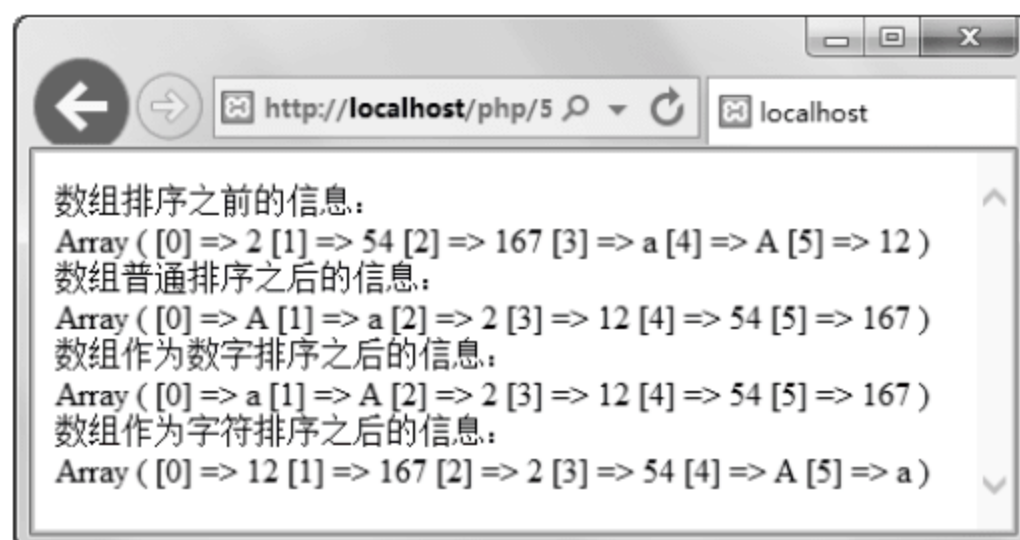 http://localhost/php/5
localhost
数组排序之前的信息：
Array ( [0] => 2 [1] => 54 [2] => 167 [3] => a [4] => A [5] => 12 )
数组普通排序之后的信息：
Array ( [0] => A [1] => a [2] => 2 [3] => 12 [4] => 54 [5] => 167 )
数组作为数字排序之后的信息：
Array ( [0] => a [1] => A [2] => 2 [3] => 12 [4] => 54 [5] => 167 )
数组作为字符排序之后的信息：
Array ( [0] => 12 [1] => 167 [2] => 2 [3] => 54 [4] => A [5] => a )